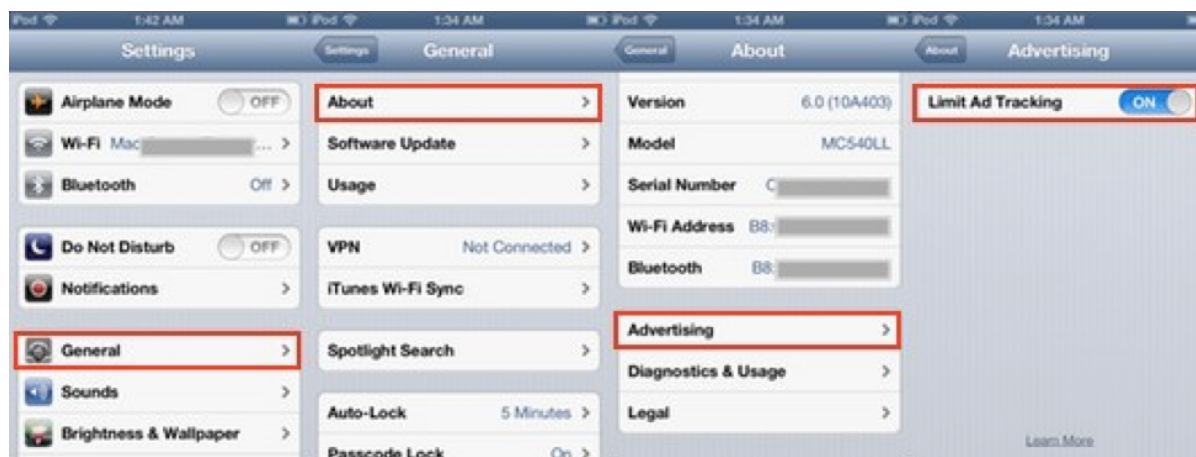 iPod 1:42 AM
Settings
Airplane Mode OFF
Wi-Fi Mac ... >
Bluetooth Off >
Do Not Disturb OFF
Notifications >
General >
Sounds >
Brightness & Wallpaper >
iPod 1:34 AM
Settings General
About >
Software Update >
Usage >
VPN Not Connected >
iTunes Wi-Fi Sync >
Spotlight Search >
Auto-Lock 5 Minutes >
Passcode Lock On >
iPod 1:34 AM
General About
Version 6.0 (10A403)
Model MC540LL
Serial Number C
Wi-Fi Address B8:
Bluetooth B8:
Advertising >
Diagnostics & Usage >
Legal >
iPod 1:34 AM
About Advertising
Limit Ad Tracking ON
Learn More